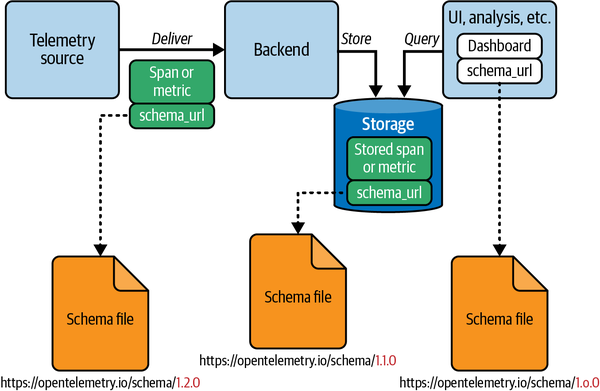 Telemetry
source
Deliver
Span or
metric
schema_url
Backend
Store
Query
UI, analysis, etc.
Dashboard
schema_url
Storage
Stored span
or metric
schema_url
Schema file
https://opentelemetry.io/schema/1.2.0
Schema file
https://opentelemetry.io/schema/1.1.0
Schema file
https://opentelemetry.io/schema/1.o.0